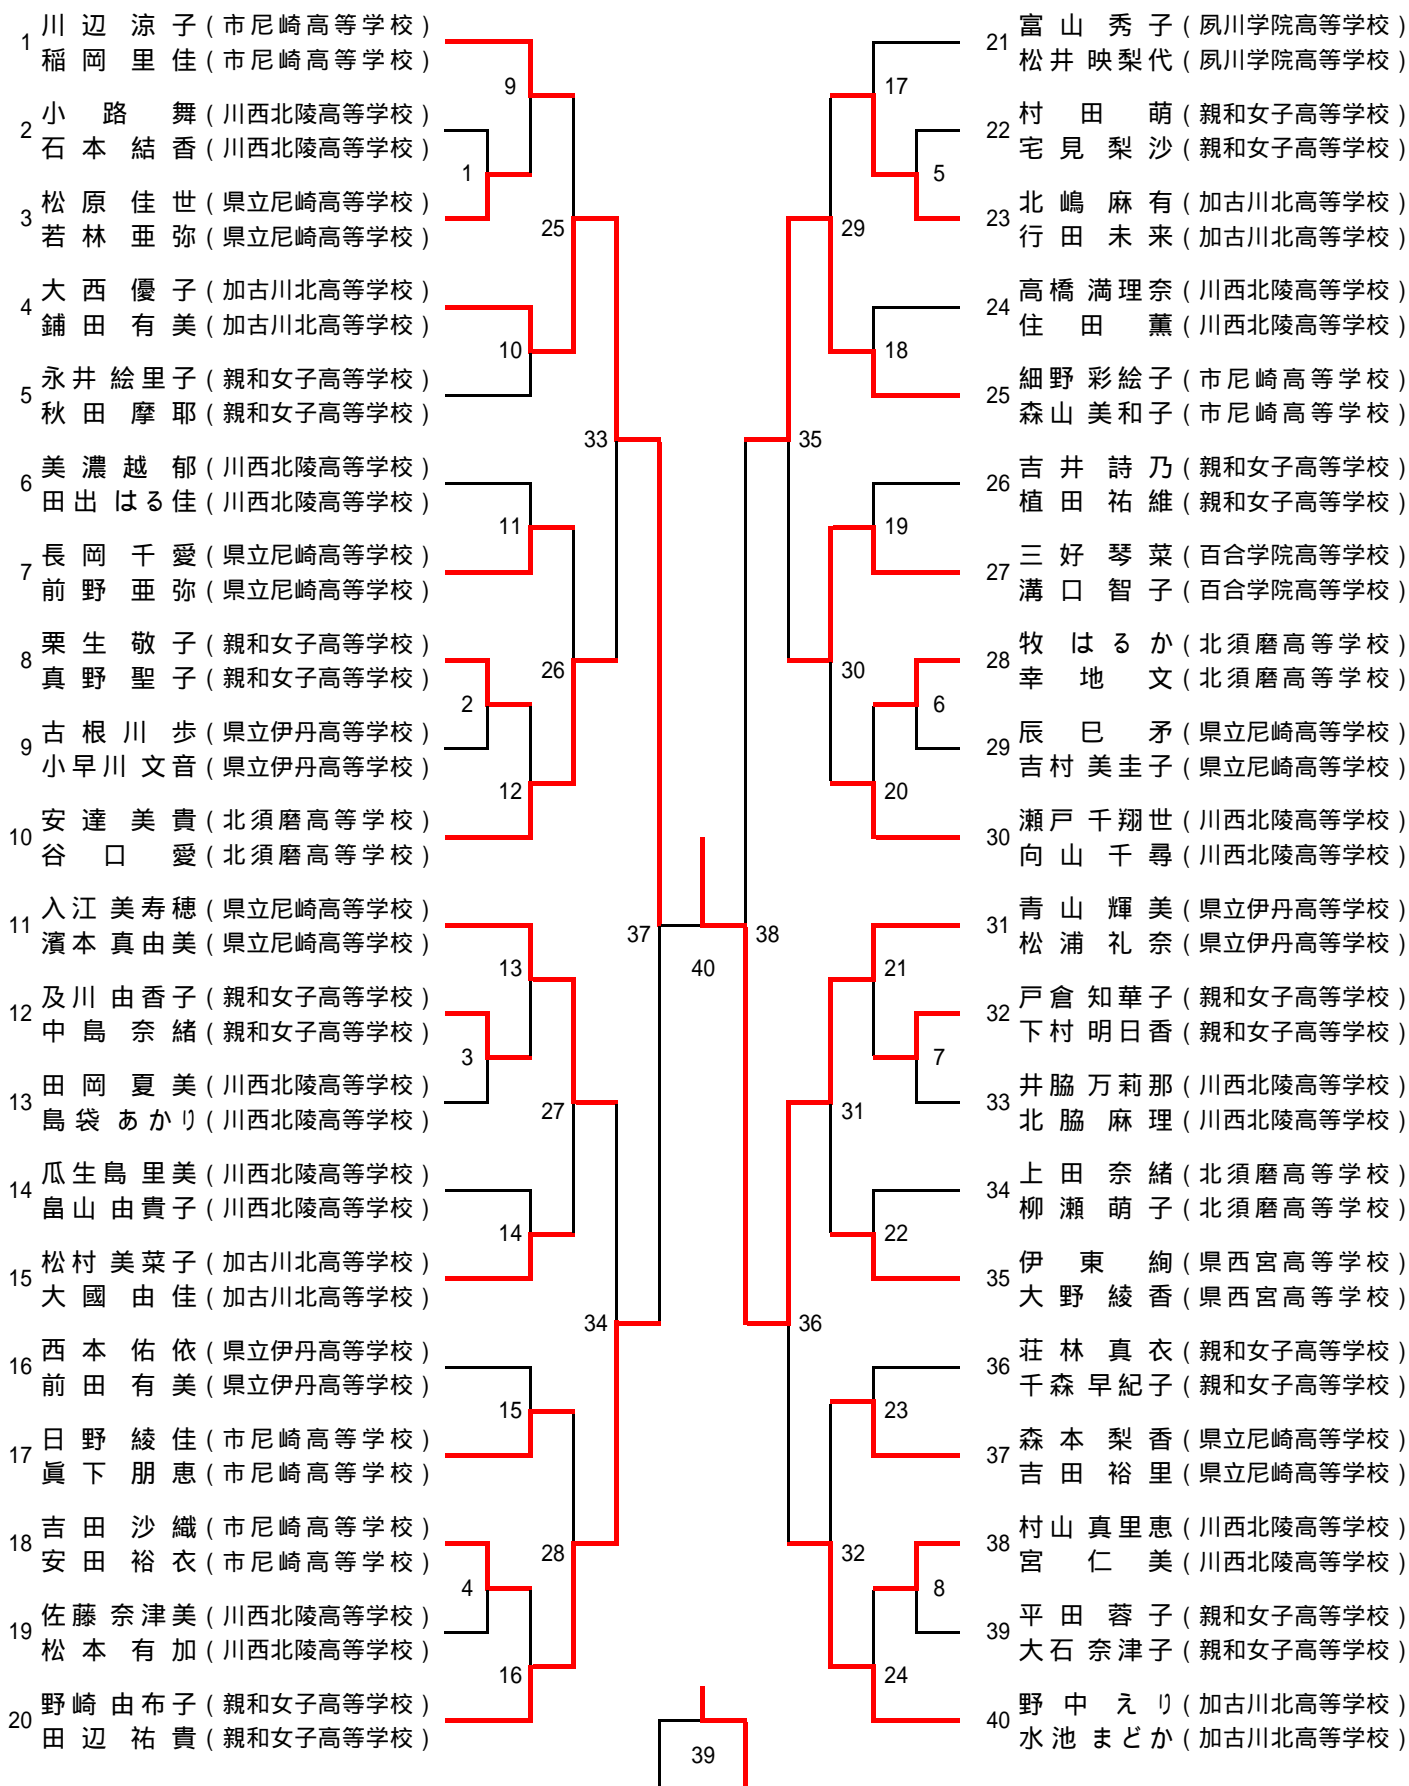 1 川辺 涼子 ( 市尼崎高等学校 )
稲岡 里佳 ( 市尼崎高等学校 )
2 小路 舞 ( 川西北陵高等学校 )
石本 結香 ( 川西北陵高等学校 )
3 松原 佳世 ( 県立尼崎高等学校 )
若林 亜弥 ( 県立尼崎高等学校 )
4 大西 優子 ( 加古川北高等学校 )
鋪田 有美 ( 加古川北高等学校 )
5 永井 絵里子 ( 親和女子高等学校 )
秋田 摩耶 ( 親和女子高等学校 )
6 美濃越 郁 ( 川西北陵高等学校 )
田出 はる佳 ( 川西北陵高等学校 )
7 長岡 千愛 ( 県立尼崎高等学校 )
前野 亜弥 ( 県立尼崎高等学校 )
8 栗生 敬子 ( 親和女子高等学校 )
真野 聖子 ( 親和女子高等学校 )
9 古根川 歩 ( 県立伊丹高等学校 )
小早川 文音 ( 県立伊丹高等学校 )
10 安達 美貴 ( 北須磨高等学校 )
谷口 愛 ( 北須磨高等学校 )
11 入江 美寿穂 ( 県立尼崎高等学校 )
濱本 真由美 ( 県立尼崎高等学校 )
12 及川 由香子 ( 親和女子高等学校 )
中島 奈緒 ( 親和女子高等学校 )
13 田岡 夏美 ( 川西北陵高等学校 )
島袋 あかり ( 川西北陵高等学校 )
14 瓜生島 里美 ( 川西北陵高等学校 )
畠山 由貴子 ( 川西北陵高等学校 )
15 松村 美菜子 ( 加古川北高等学校 )
大國 由佳 ( 加古川北高等学校 )
16 西本 佑依 ( 県立伊丹高等学校 )
前田 有美 ( 県立伊丹高等学校 )
17 日野 綾佳 ( 市尼崎高等学校 )
眞下 朋恵 ( 市尼崎高等学校 )
18 吉田 沙織 ( 市尼崎高等学校 )
安田 裕衣 ( 市尼崎高等学校 )
19 佐藤 奈津美 ( 川西北陵高等学校 )
松本 有加 ( 川西北陵高等学校 )
20 野崎 由布子 ( 親和女子高等学校 )
田辺 祐貴 ( 親和女子高等学校 )
1
2
3
4
9
10
11
12
13
14
15
16
25
26
27
28
33
34
37
40
39
38
35
36
29
30
31
32
17
18
19
20
21
22
23
24
5
6
7
8
21 富山 秀子 ( 夙川学院高等学校 )
松井 映梨代 ( 夙川学院高等学校 )
22 村田 萌 ( 親和女子高等学校 )
宅見 梨沙 ( 親和女子高等学校 )
23 北嶋 麻有 ( 加古川北高等学校 )
行田 未来 ( 加古川北高等学校 )
24 高橋 満理奈 ( 川西北陵高等学校 )
住田 薫 ( 川西北陵高等学校 )
25 細野 彩絵子 ( 市尼崎高等学校 )
森山 美和子 ( 市尼崎高等学校 )
26 吉井 詩乃 ( 親和女子高等学校 )
植田 祐維 ( 親和女子高等学校 )
27 三好 琴菜 ( 百合学院高等学校 )
溝口 智子 ( 百合学院高等学校 )
28 牧 はるか ( 北須磨高等学校 )
幸地 文 ( 北須磨高等学校 )
29 辰巳 矛 ( 県立尼崎高等学校 )
吉村 美圭子 ( 県立尼崎高等学校 )
30 瀬戸 千翔世 ( 川西北陵高等学校 )
向山 千尋 ( 川西北陵高等学校 )
31 青山 輝美 ( 県立伊丹高等学校 )
松浦 礼奈 ( 県立伊丹高等学校 )
32 戸倉 知華子 ( 親和女子高等学校 )
下村 明日香 ( 親和女子高等学校 )
33 井脇 万莉那 ( 川西北陵高等学校 )
北脇 麻理 ( 川西北陵高等学校 )
34 上田 奈緒 ( 北須磨高等学校 )
柳瀬 萌子 ( 北須磨高等学校 )
35 伊東 絢 ( 県西宮高等学校 )
大野 綾香 ( 県西宮高等学校 )
36 荘林 真衣 ( 親和女子高等学校 )
千森 早紀子 ( 親和女子高等学校 )
37 森本 梨香 ( 県立尼崎高等学校 )
吉田 裕里 ( 県立尼崎高等学校 )
38 村山 真里恵 ( 川西北陵高等学校 )
宮 仁美 ( 川西北陵高等学校 )
39 平田 蓉子 ( 親和女子高等学校 )
大石 奈津子 ( 親和女子高等学校 )
40 野中 えり ( 加古川北高等学校 )
水池 まどか ( 加古川北高等学校 )